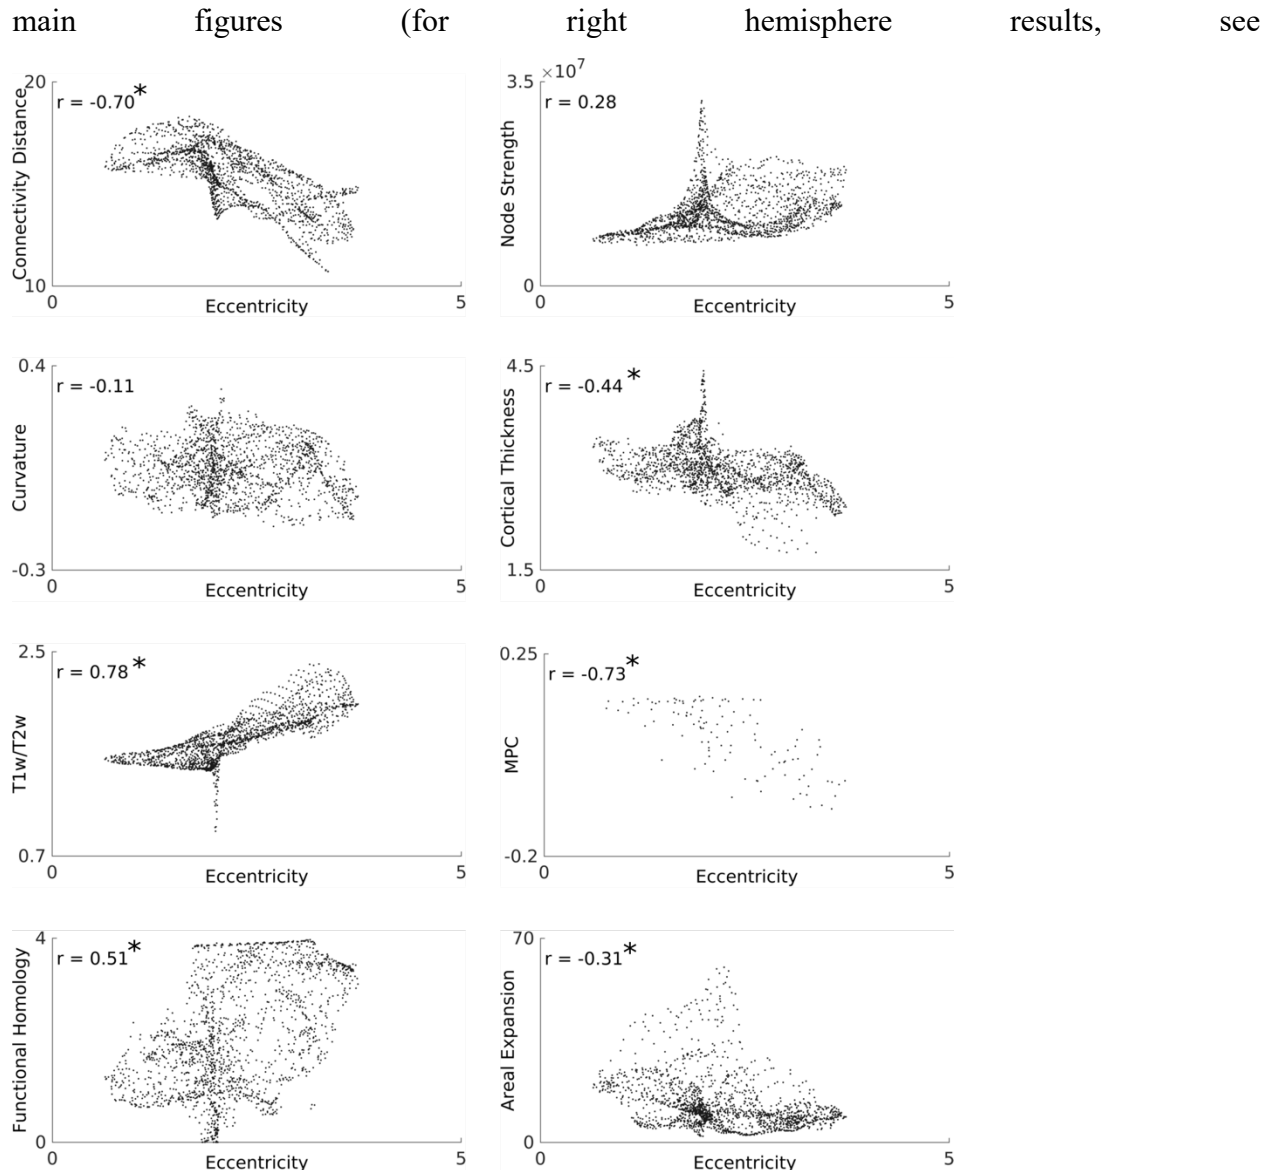 main figures (for right hemisphere results, see
20
r = -0.70*
Connectivity Distance
10
0
Eccentricity
5
3.5
×10^7
r = 0.28
Node Strength
0
0
Eccentricity
5
0.4
r = -0.11
Curvature
-0.3
0
Eccentricity
5
4.5
r = -0.44 *
Cortical Thickness
1.5
0
Eccentricity
5
2.5
r = 0.78 *
T1w/T2w
0.7
0
Eccentricity
5
0.25
r = -0.73*
MPC
-0.2
0
Eccentricity
5
4
r = 0.51*
Functional Homology
0
0
Eccentricity
5
70
r = -0.31*
Areal Expansion
0
0
Eccentricity
5